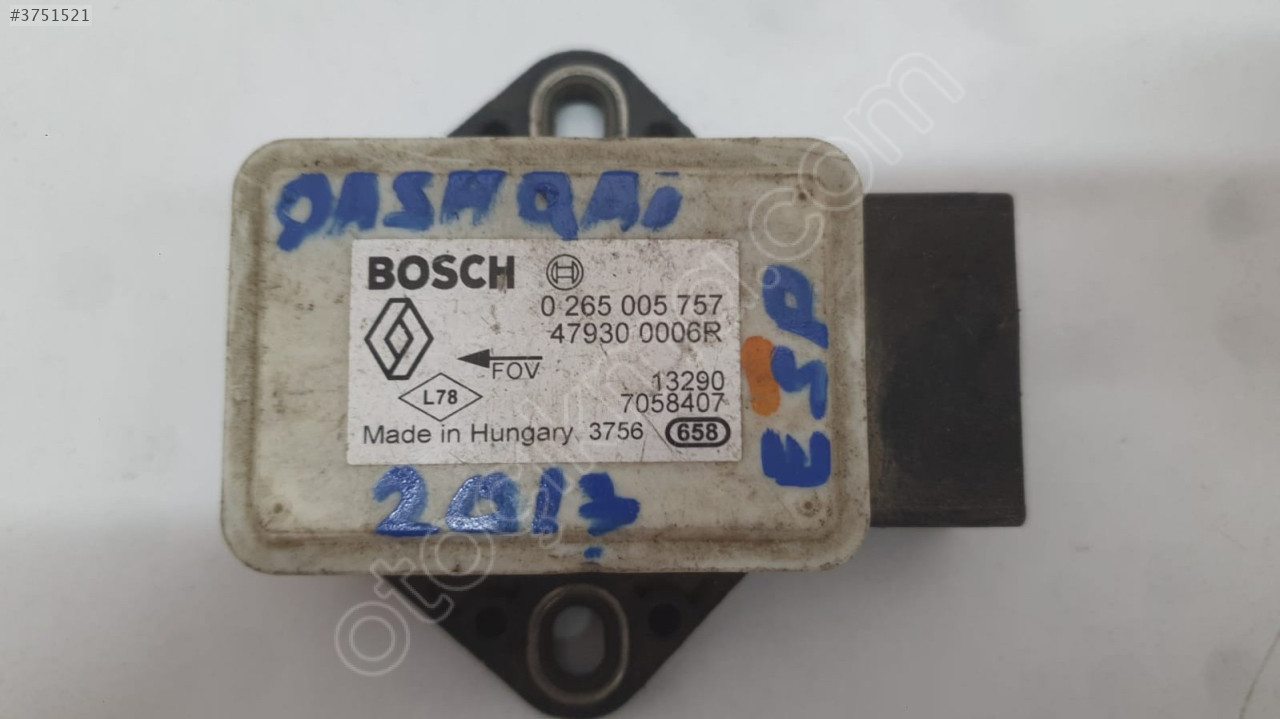 #3751521
QASHQAi
BOSCH
0 265 005 757
47930 0006R
FOV
13290
L78
7058407
Made in Hungary 3756 658
ESP
2013